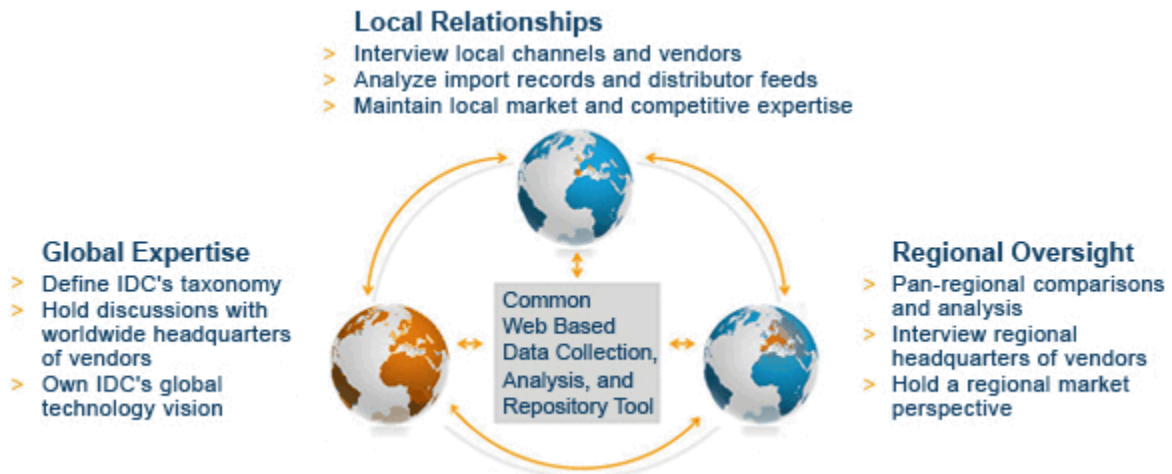 Local Relationships
> Interview local channels and vendors
> Analyze import records and distributor feeds
> Maintain local market and competitive expertise
Global Expertise
> Define IDC's taxonomy
> Hold discussions with
worldwide headquarters
of vendors
> Own IDC's global
technology vision
Common
Web Based
Data Collection,
Analysis, and
Repository Tool
Regional Oversight
> Pan-regional comparisons
and analysis
> Interview regional
headquarters of vendors
> Hold a regional market
perspective